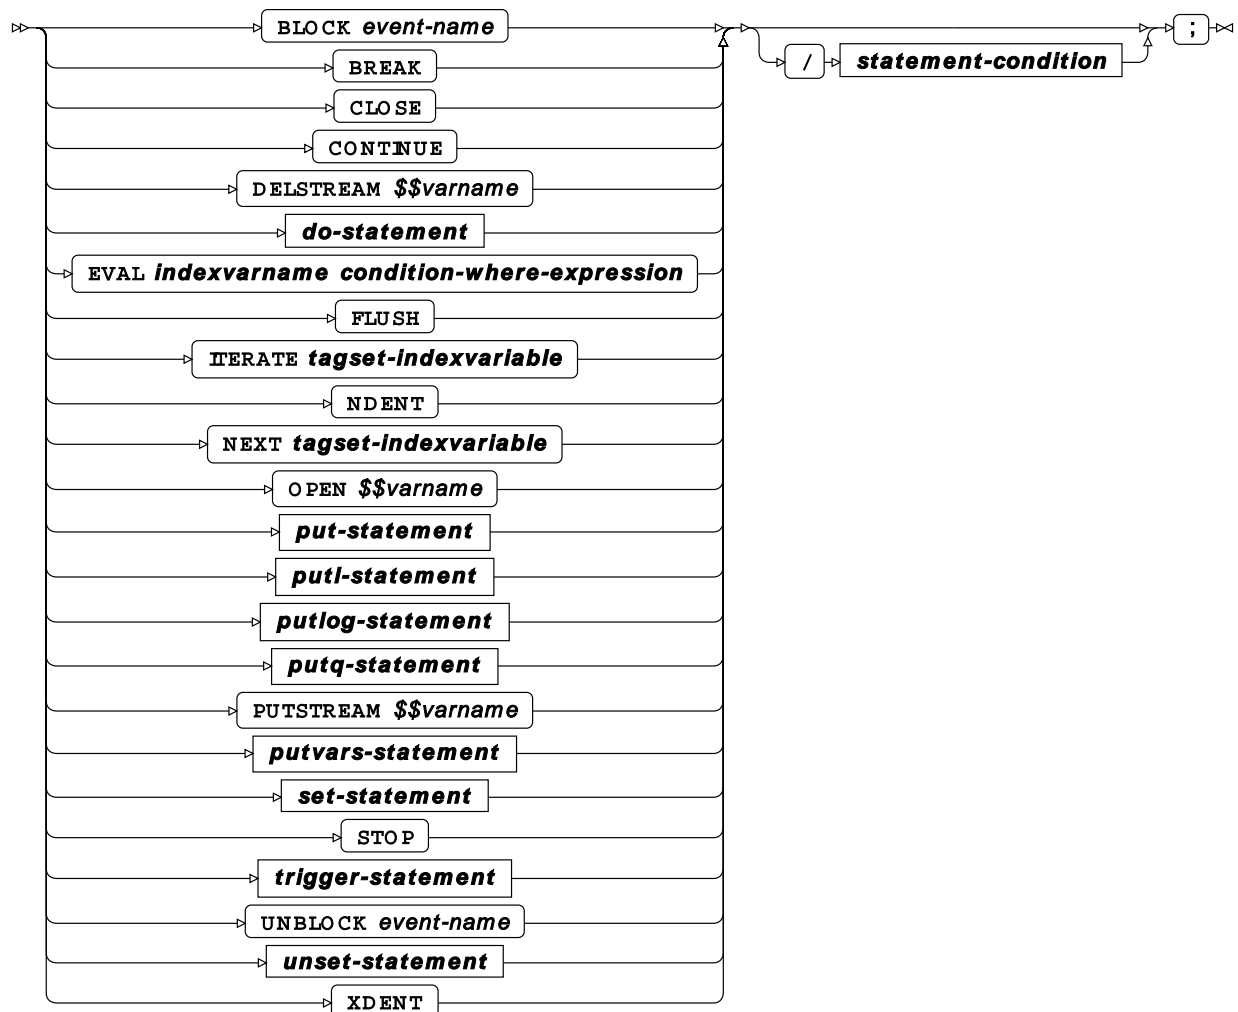 BLOCK event-name
/ statement-condition ;
BREAK
CLOSE
CONTINUE
DELSTREAM $$varname
do-statement
EVAL indexvarname condition-where-expression
FLUSH
ITERATE tagset-indexvariable
NDENT
NEXT tagset-indexvariable
OPEN $$varname
put-statement
putl-statement
putlog-statement
putq-statement
PUTSTREAM $$varname
putvars-statement
set-statement
STOP
trigger-statement
UNBLOCK event-name
unset-statement
XDENT